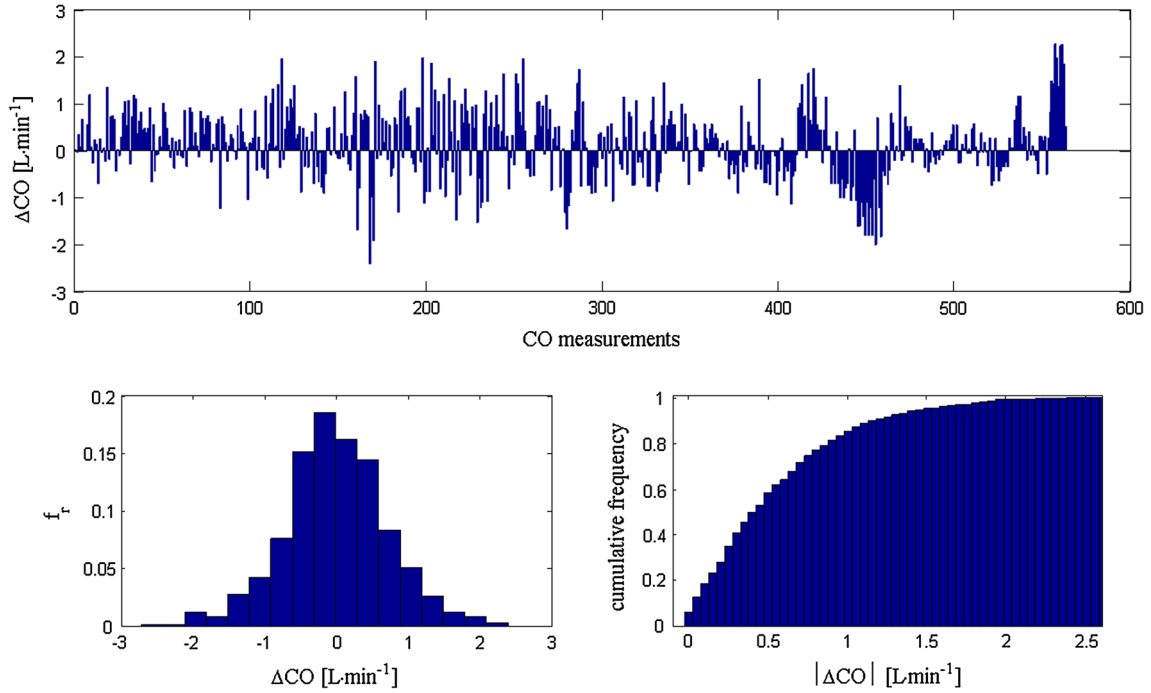 3
2
1
0
-1
-2
-3
ΔCO [L·min-1]
0 100 200 300 400 500 600
CO measurements
0.2
0.15
0.1
0.05
0
fr
-3 -2 -1 0 1 2 3
ΔCO [L·min-1]
1
0.8
0.6
0.4
0.2
0
cumulative frequency
0 0.5 1 1.5 2 2.5
|ΔCO| [L·min-1]